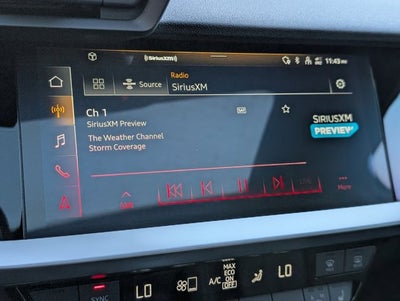 ((SiriusXM))
11:43
Radio
Source
SiriusXM
Ch 1
SAT
SiriusXM Preview
The Weather Channel
Storm Coverage
SIRIUSXM
PREVIEW
More
SYNC
LO
A/C
MAX
ECO
ON
OFF
LO